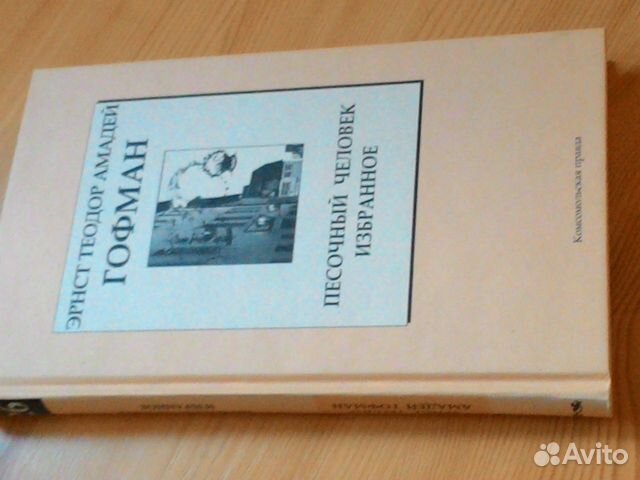 ЭРНСТ ТЕОДОР АМАДЕЙ
ГОФМАН
ПЕСОЧНЫЙ ЧЕЛОВЕК
ИЗБРАННОЕ
Комсомольская правда
АМАДЕЙ ГОФМАН
Avito